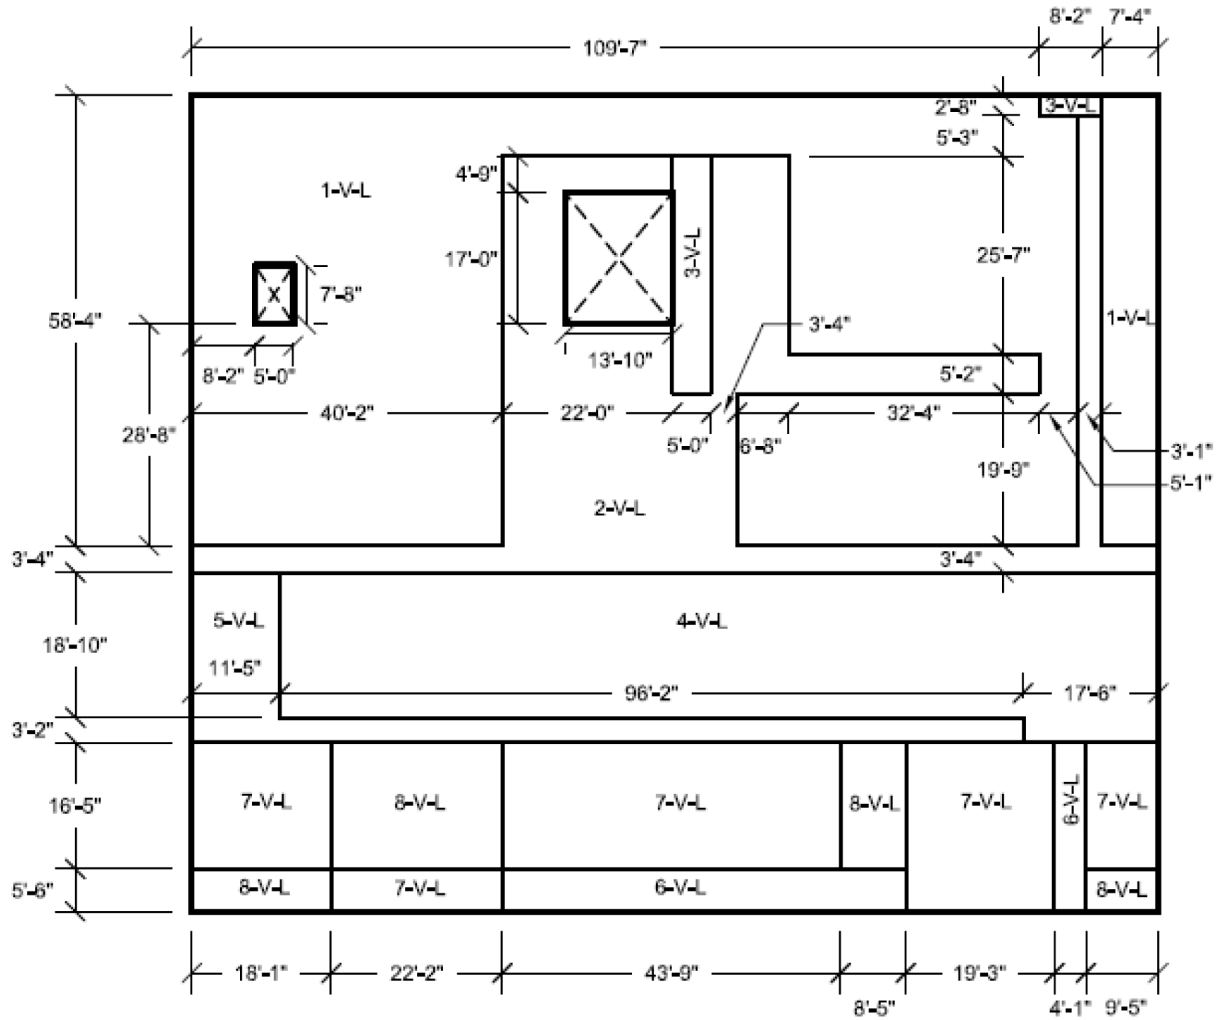 8'-2" 7'-4"
109'-7"
2'-8" 3-V-L
5'-3"
4'-9"
1-V-L
3-V-L
17'-0"
25'-7"
X
7'-8"
58'-4"
3'-4"
1-V-L
13'-10"
8'-2" 5'-0"
5'-2"
40'-2" 22'-0" 32'-4"
28'-8"
5'-0" 6'-8"
3'-1"
19'-9"
5'-1"
2-V-L
3'-4"
3'-4"
5-V-L 4-V-L
18'-10"
11'-5"
96'-2" 17'-6"
3'-2"
7-V-L 8-V-L 7-V-L 8-V-L 7-V-L 6-V-L 7-V-L
16'-5"
5'-6"
8-V-L 7-V-L 6-V-L 8-V-L
18'-1" 22'-2" 43'-9" 19'-3"
8'-5" 4'-1" 9'-5"